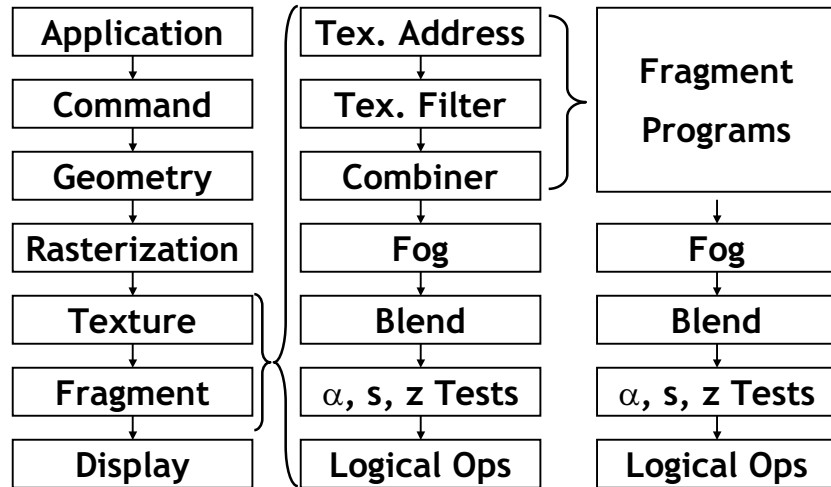 Application
Command
Geometry
Rasterization
Texture
Fragment
Display
Tex. Address
Tex. Filter
Combiner
Fog
Blend
α, s, z Tests
Logical Ops
Fragment
Programs
Fog
Blend
α, s, z Tests
Logical Ops